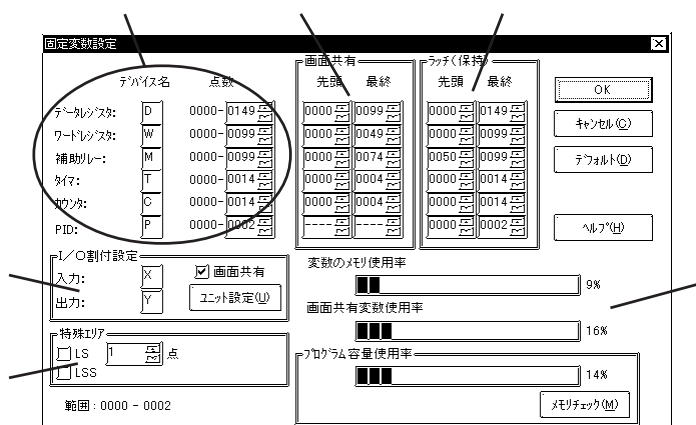 固定変数設定
画面共有 ラッチ(保持)
デバイス名 点数 先頭 最終 先頭 最終
データレジスタ: D 0000-0149 0000 0099 0000 0149
ワードレジスタ: W 0000-0099 0000 0049 0000 0099
補助リレー: M 0000-0099 0000 0074 0050 0099
タイマ: T 0000-0014 0000 0004 0000 0014
カウンタ: C 0000-0014 0000 0004 0000 0014
PID: P 0000-0002 ---- ---- 0000 0002
OK
キャンセル(C)
デフォルト(D)
ヘルプ(H)
I/O割付設定
入力: X 画面共有
出力: Y ユニット設定(U)
特殊エリア
LS 1 点
LSS
範囲:0000 - 0002
変数のメモリ使用率
9%
画面共有変数使用率
16%
プログラム容量使用率
14%
メモリチェック(M)